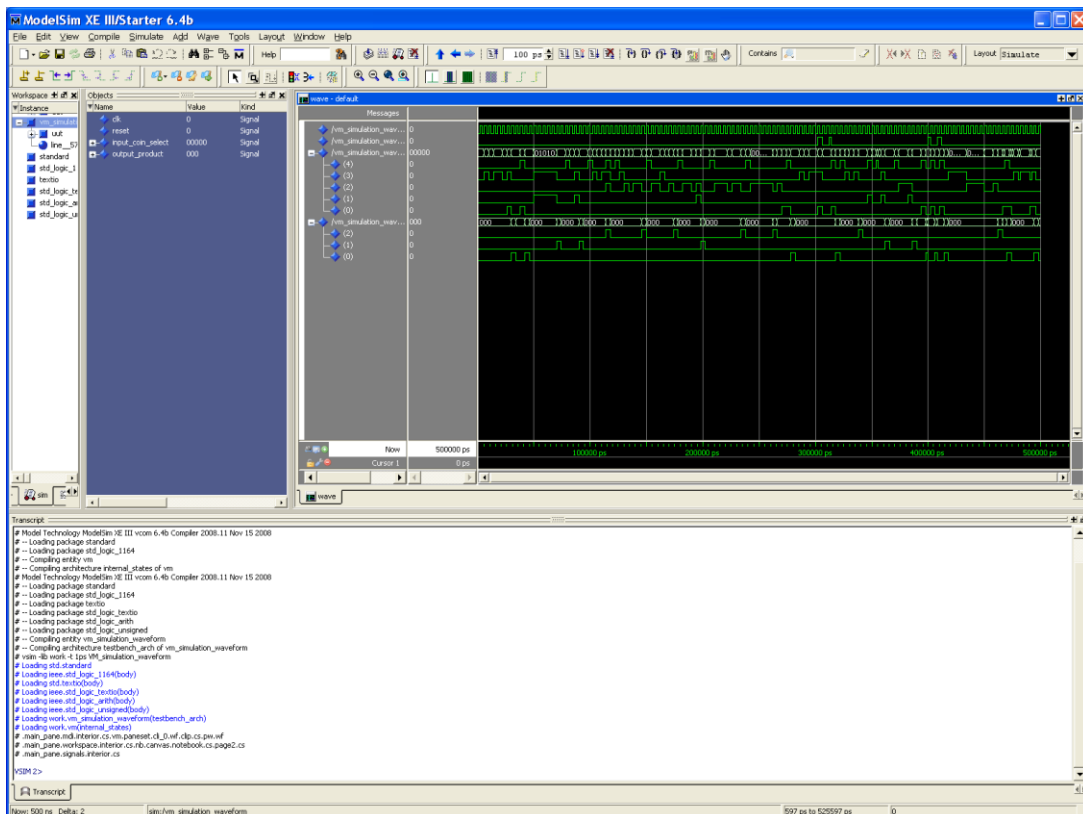 ModelSim XE III/Starter 6.4b
File Edit View Compile Simulate Add Wave Tools Layout Window Help
Help 100 ps Contains Layout Simulate
Workspace
Instance
vm_simulati
uut
line__57
standard
std_logic_1
textio
std_logic_te
std_logic_ar
std_logic_u
sim
Objects
Name Value Kind
clk 0 Signal
reset 0 Signal
input_coin_select 00000 Signal
output_product 000 Signal
wave - default
Messages
/vm_simulation_wav... 0
/vm_simulation_wav... 0
/vm_simulation_wav... 00000
(4) 0
(3) 0
(2) 0
(1) 0
(0) 0
/vm_simulation_wav... 000
(2) 0
(1) 0
(0) 0
Now 500000 ps
Cursor 1 0 ps
100000 ps 200000 ps 300000 ps 400000 ps 500000 ps
wave
Transcript
# Model Technology ModelSim XE III vcom 6.4b Compiler 2008.11 Nov 15 2008
# -- Loading package standard
# -- Loading package std_logic_1164
# -- Compiling entity vm
# -- Compiling architecture internal_states of vm
# Model Technology ModelSim XE III vcom 6.4b Compiler 2008.11 Nov 15 2008
# -- Loading package standard
# -- Loading package std_logic_1164
# -- Loading package textio
# -- Loading package std_logic_textio
# -- Loading package std_logic_arith
# -- Loading package std_logic_unsigned
# -- Compiling entity vm_simulation_waveform
# -- Compiling architecture testbench_arch of vm_simulation_waveform
# vsim -lib work -t 1ps VM_simulation_waveform
# Loading std.standard
# Loading ieee.std_logic_1164(body)
# Loading std.textio(body)
# Loading ieee.std_logic_textio(body)
# Loading ieee.std_logic_arith(body)
# Loading ieee.std_logic_unsigned(body)
# Loading work.vm_simulation_waveform(testbench_arch)
# Loading work.vm(internal_states)
# .main_pane.mdi.interior.cs.vm.paneset.cli_0.wf.clip.cs.pw.wf
# .main_pane.workspace.interior.cs.nb.canvas.notebook.cs.page2.cs
# .main_pane.signals.interior.cs
VSIM 2>
Transcript
Now: 500 ns Delta: 2 sim:/vm_simulation_waveform 597 ps to 525597 ps 0